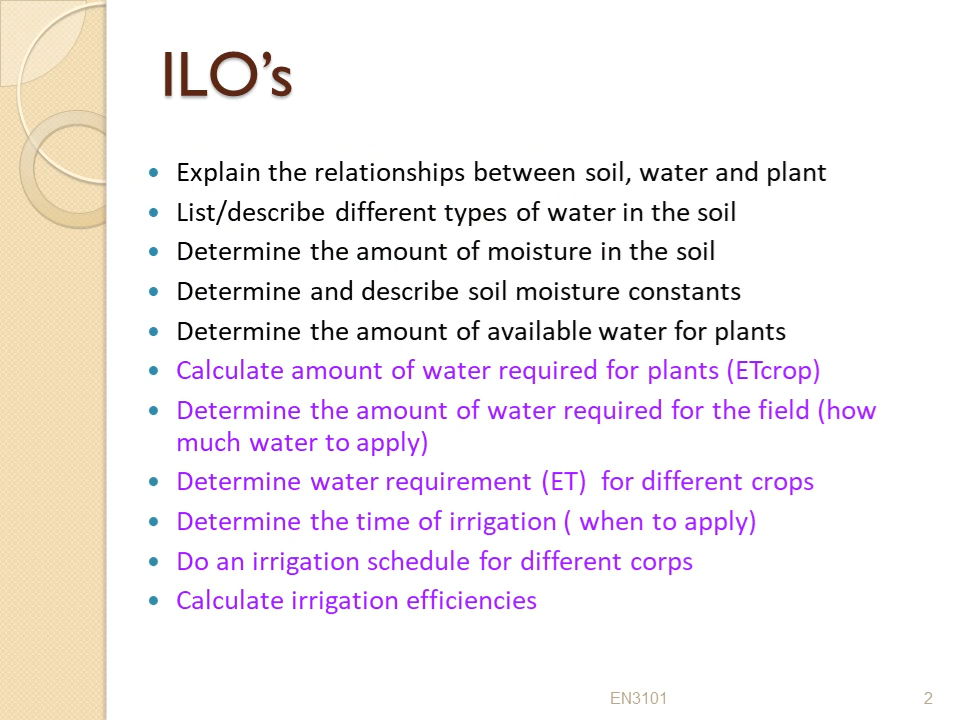 ILO's
• Explain the relationships between soil, water and plant
• List/describe different types of water in the soil
• Determine the amount of moisture in the soil
• Determine and describe soil moisture constants
• Determine the amount of available water for plants
• Calculate amount of water required for plants (ETcrop)
• Determine the amount of water required for the field (how
much water to apply)
• Determine water requirement (ET)  for different crops
• Determine the time of irrigation ( when to apply)
• Do an irrigation schedule for different corps
• Calculate irrigation efficiencies
EN3101 2